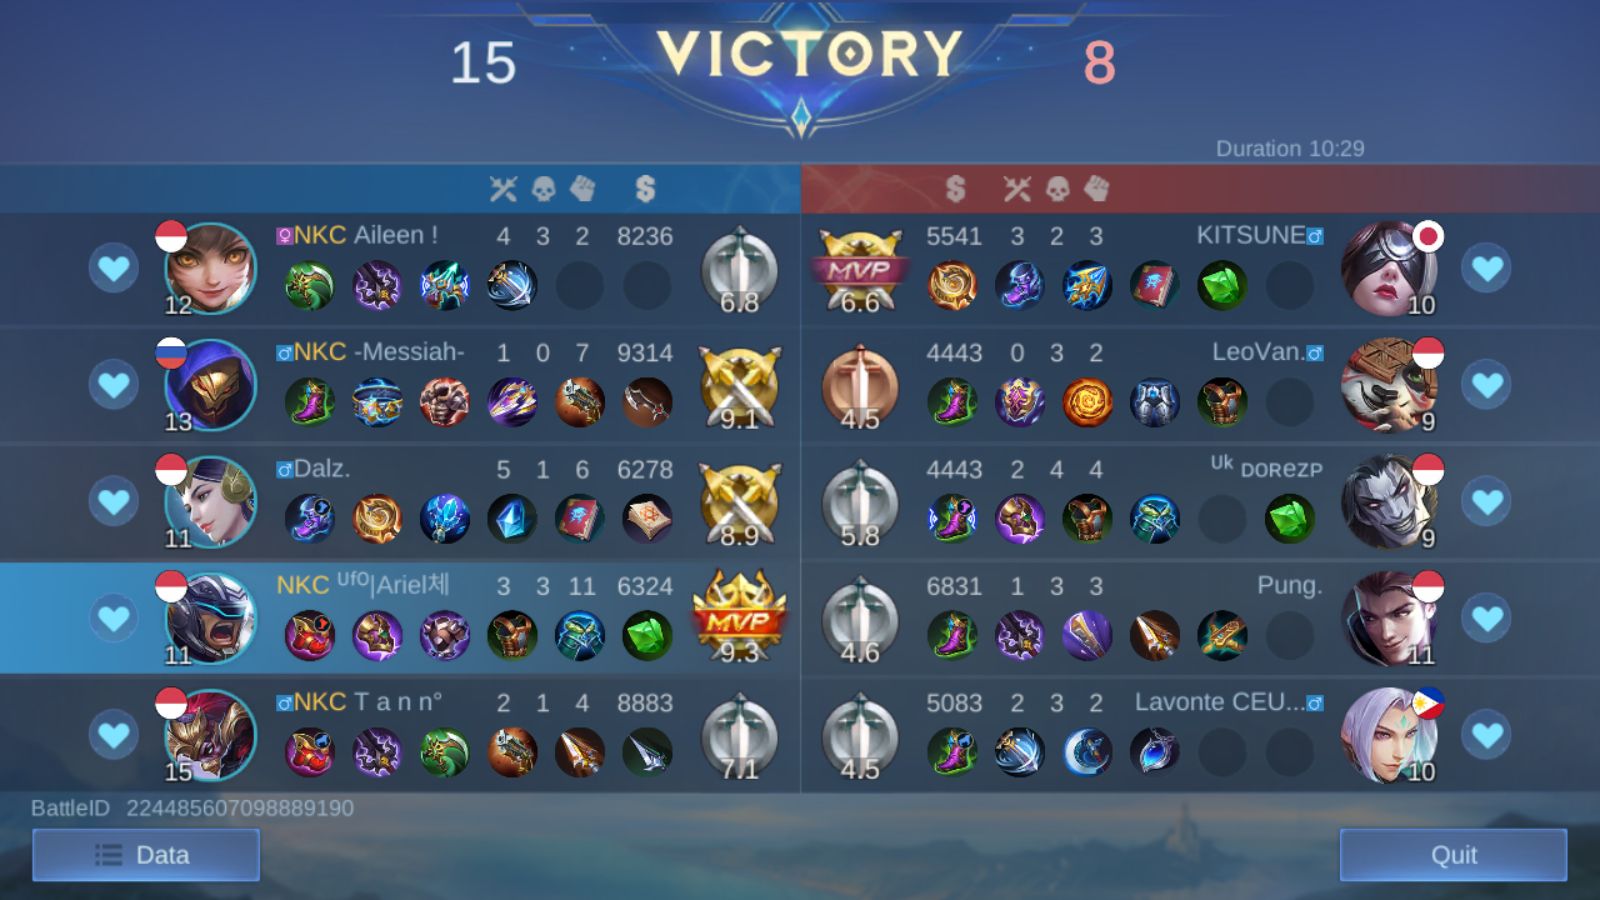 15 VICTORY 8
Duration 10:29
NKC Aileen ! 4 3 2 8236
12 6.8
MVP 6.6 5541 3 2 3 KITSUNE
10
NKC -Messiah- 1 0 7 9314
13 9.1
4.5 4443 0 3 2 LeoVan.
9
Dalz. 5 1 6 6278
11 8.9
5.8 4443 2 4 4 Uk DOREZP
9
NKC UfO|Ariel체 3 3 11 6324
11 MVP 9.3
4.6 6831 1 3 3 Pung.
11
NKC T a n n° 2 1 4 8883
15 7.1
4.5 5083 2 3 2 Lavonte CEU...
10
BattleID 224485607098889190
Data
Quit